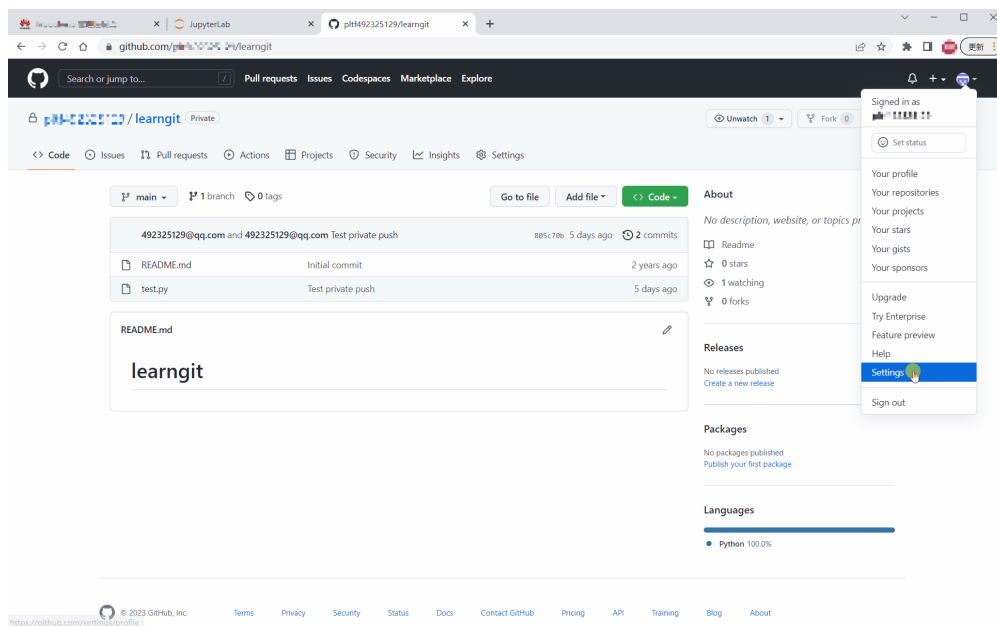 JupyterLab
pltf492325129/learngit
github.com/
/learngit
更新
Search or jump to...
/
Pull requests Issues Codespaces Marketplace Explore
Signed in as
/ learngit Private
Unwatch 1
Fork 0
Set status
Code Issues Pull requests Actions Projects Security Insights Settings
Your profile
Your repositories
Your projects
Your stars
Your gists
Your sponsors
Upgrade
Try Enterprise
Feature preview
Help
Settings
Sign out
main 1 branch 0 tags Go to file Add file Code
492325129@qq.com and 492325129@qq.com Test private push 805c70b 5 days ago 2 commits
README.md Initial commit 2 years ago
test.py Test private push 5 days ago
README.md
learngit
About
No description, website, or topics
Readme
0 stars
1 watching
0 forks
Releases
No releases published
Create a new release
Packages
No packages published
Publish your first package
Languages
Python 100.0%
© 2023 GitHub, Inc. Terms Privacy Security Status Docs Contact GitHub Pricing API Training Blog About
https://github.com/settings/profile